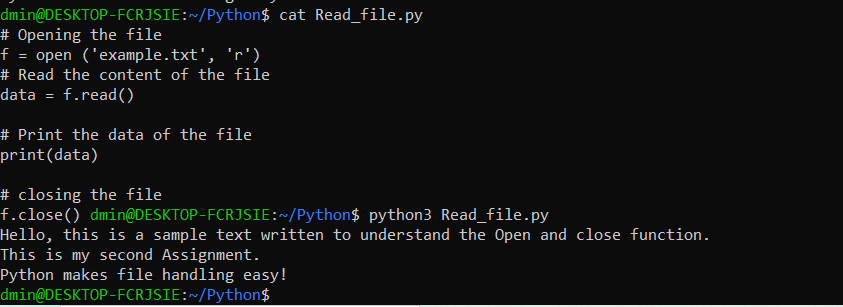 dmin@DESKTOP-FCRJSIE:~/Python$ cat Read_file.py
# Opening the file
f = open ('example.txt', 'r')
# Read the content of the file
data = f.read()

# Print the data of the file
print(data)

# closing the file
f.close() dmin@DESKTOP-FCRJSIE:~/Python$ python3 Read_file.py
Hello, this is a sample text written to understand the Open and close function.
This is my second Assignment.
Python makes file handling easy!
dmin@DESKTOP-FCRJSIE:~/Python$